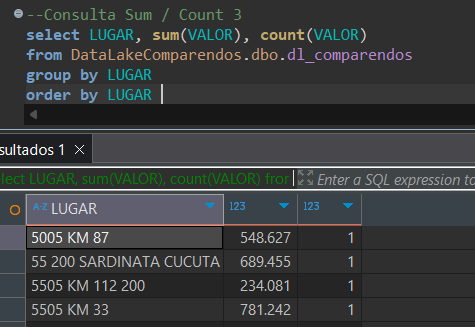 --Consulta Sum / Count 3
select LUGAR, sum(VALOR), count(VALOR)
from DataLakeComparendos.dbo.dl_comparendos
group by LUGAR
order by LUGAR
sultados 1 ×
elect LUGAR, sum(VALOR), count(VALOR) fror Enter a SQL expression to
A-Z LUGAR 123 123
5005 KM 87 548.627 1
55 200 SARDINATA CUCUTA 689.455 1
5505 KM 112 200 234.081 1
5505 KM 33 781.242 1